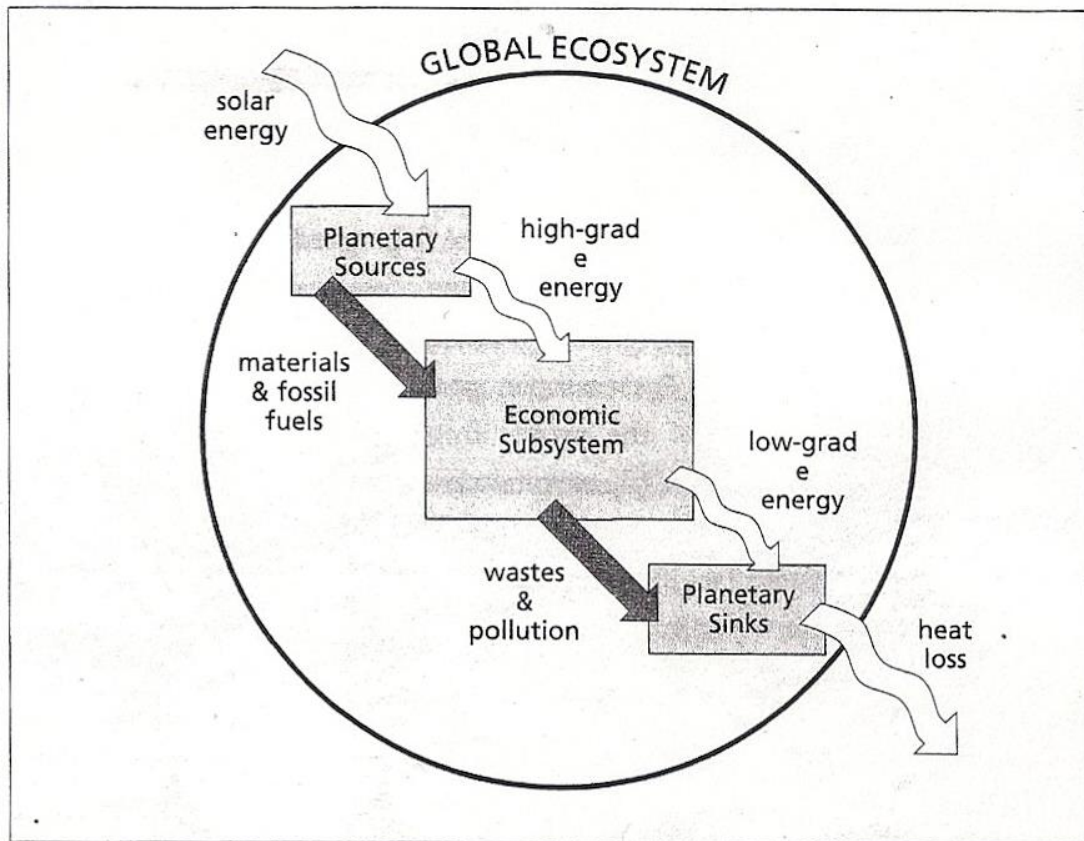 GLOBAL ECOSYSTEM
solar
energy
Planetary
Sources
high-grad
e
energy
materials
& fossil
fuels
Economic
Subsystem
low-grad
e
energy
wastes
&
pollution
Planetary
Sinks
heat
loss